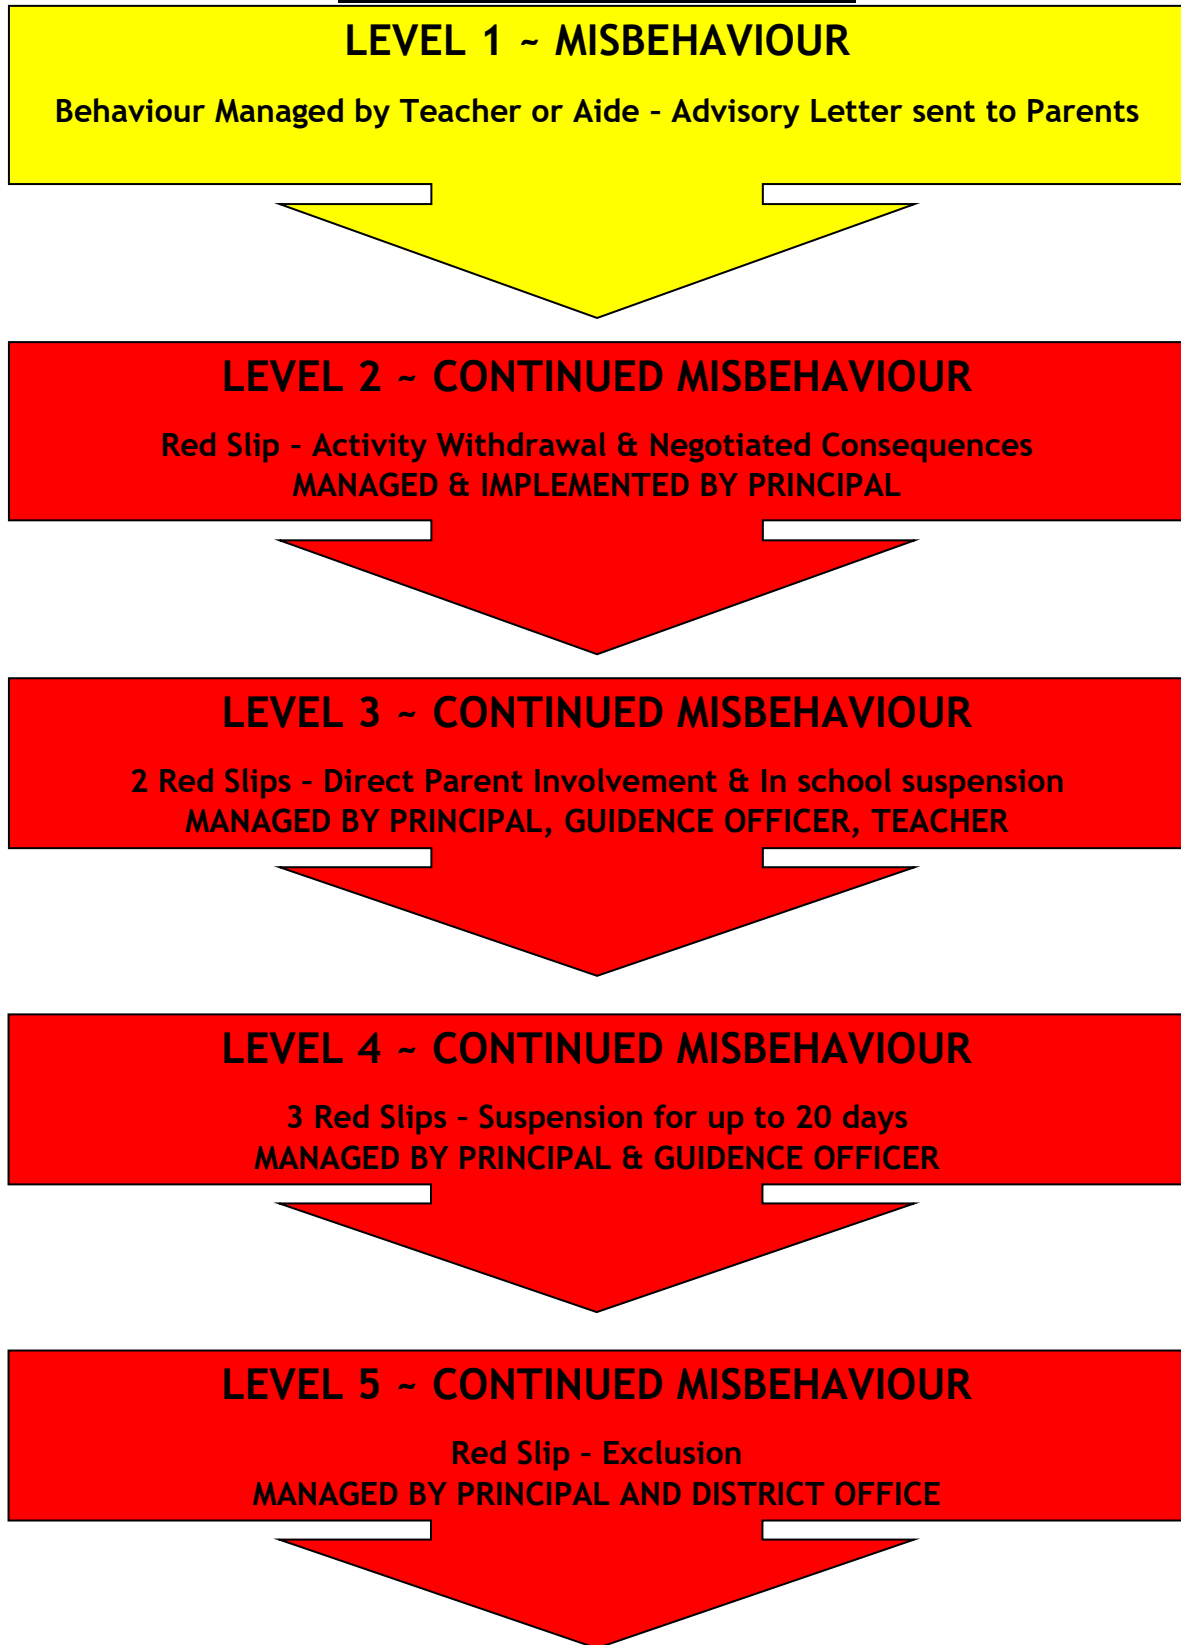 LEVEL 1 ~ MISBEHAVIOUR
Behaviour Managed by Teacher or Aide – Advisory Letter sent to Parents
LEVEL 2 ~ CONTINUED MISBEHAVIOUR
Red Slip – Activity Withdrawal & Negotiated Consequences
MANAGED & IMPLEMENTED BY PRINCIPAL
LEVEL 3 ~ CONTINUED MISBEHAVIOUR
2 Red Slips – Direct Parent Involvement & In school suspension
MANAGED BY PRINCIPAL, GUIDENCE OFFICER, TEACHER
LEVEL 4 ~ CONTINUED MISBEHAVIOUR
3 Red Slips – Suspension for up to 20 days
MANAGED BY PRINCIPAL & GUIDENCE OFFICER
LEVEL 5 ~ CONTINUED MISBEHAVIOUR
Red Slip – Exclusion
MANAGED BY PRINCIPAL AND DISTRICT OFFICE